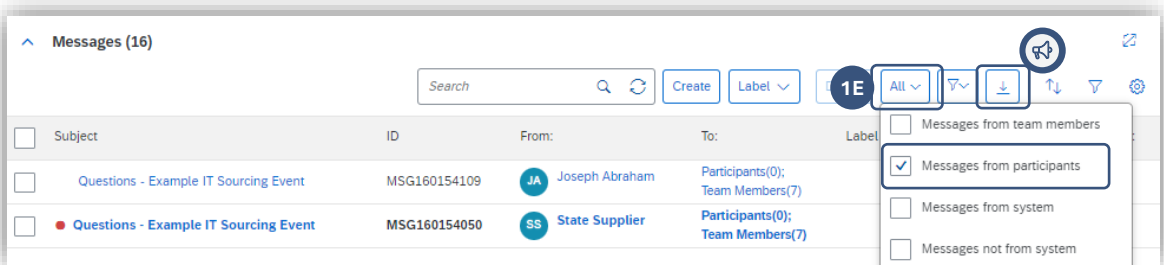 Messages (16)
Search
Create
Label
1E
All
Messages from team members
Subject
ID
From:
To:
Label
Messages from participants
Questions - Example IT Sourcing Event
MSG160154109
JA
Joseph Abraham
Participants(0);
Team Members(7)
Messages from system
Questions - Example IT Sourcing Event
MSG160154050
SS
State Supplier
Participants(0);
Team Members(7)
Messages not from system